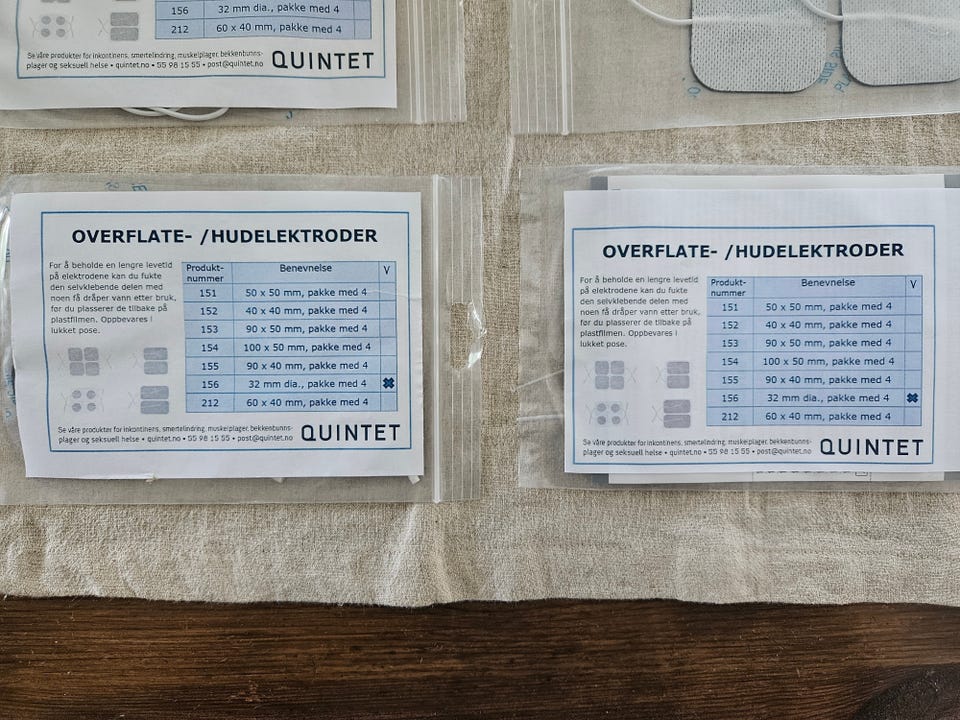 156 32 mm dia., pakke med 4
212 60 x 40 mm, pakke med 4
Se våre produkter for inkontinens, smertelindring, muskelplager, bekkenbunns-
plager og seksuell helse • quintet.no • 55 98 15 55 • post@quintet.no
QUINTET
OVERFLATE- /HUDELEKTRODER
For å beholde en lengre levetid
på elektrodene kan du fukte
den selvklebende delen med
noen få dråper vann etter bruk,
før du plasserer de tilbake på
plastfilmen. Oppbevares i
lukket pose.
Produkt-
nummer Benevnelse V
151 50 x 50 mm, pakke med 4
152 40 x 40 mm, pakke med 4
153 90 x 50 mm, pakke med 4
154 100 x 50 mm, pakke med 4
155 90 x 40 mm, pakke med 4
156 32 mm dia., pakke med 4 ✖
212 60 x 40 mm, pakke med 4
Se våre produkter for inkontinens, smertelindring, muskelplager, bekkenbunns-
plager og seksuell helse • quintet.no • 55 98 15 55 • post@quintet.no
QUINTET
OVERFLATE- /HUDELEKTRODER
For å beholde en lengre levetid
på elektrodene kan du fukte
den selvklebende delen med
noen få dråper vann etter bruk,
før du plasserer de tilbake på
plastfilmen. Oppbevares i
lukket pose.
Produkt-
nummer Benevnelse V
151 50 x 50 mm, pakke med 4
152 40 x 40 mm, pakke med 4
153 90 x 50 mm, pakke med 4
154 100 x 50 mm, pakke med 4
155 90 x 40 mm, pakke med 4
156 32 mm dia., pakke med 4 ✖
212 60 x 40 mm, pakke med 4
Se våre produkter for inkontinens, smertelindring, muskelplager, bekkenbunns-
plager og seksuell helse • quintet.no • 55 98 15 55 • post@quintet.no
QUINTET